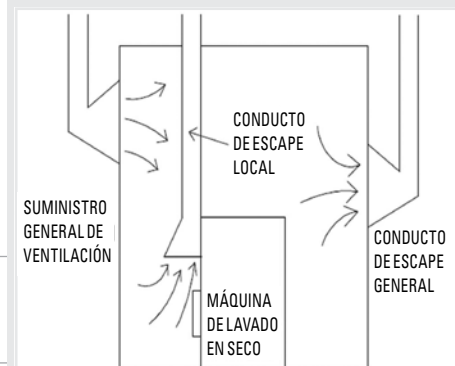 SUMINISTRO
GENERAL DE
VENTILACIÓN
CONDUCTO
DE ESCAPE
LOCAL
MÁQUINA
DE LAVADO
EN SECO
CONDUCTO
DE ESCAPE
GENERAL